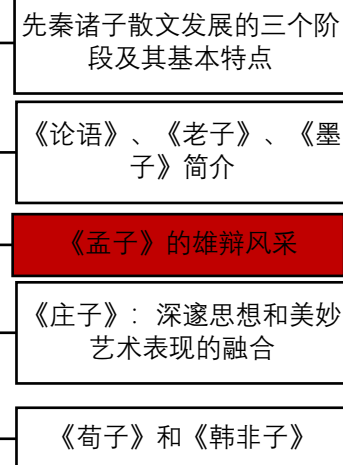 先秦诸子散文发展的三个阶
段及其基本特点
《论语》、《老子》、《墨
子》简介
《孟子》的雄辩风采
《庄子》：深邃思想和美妙
艺术表现的融合
《荀子》和《韩非子》